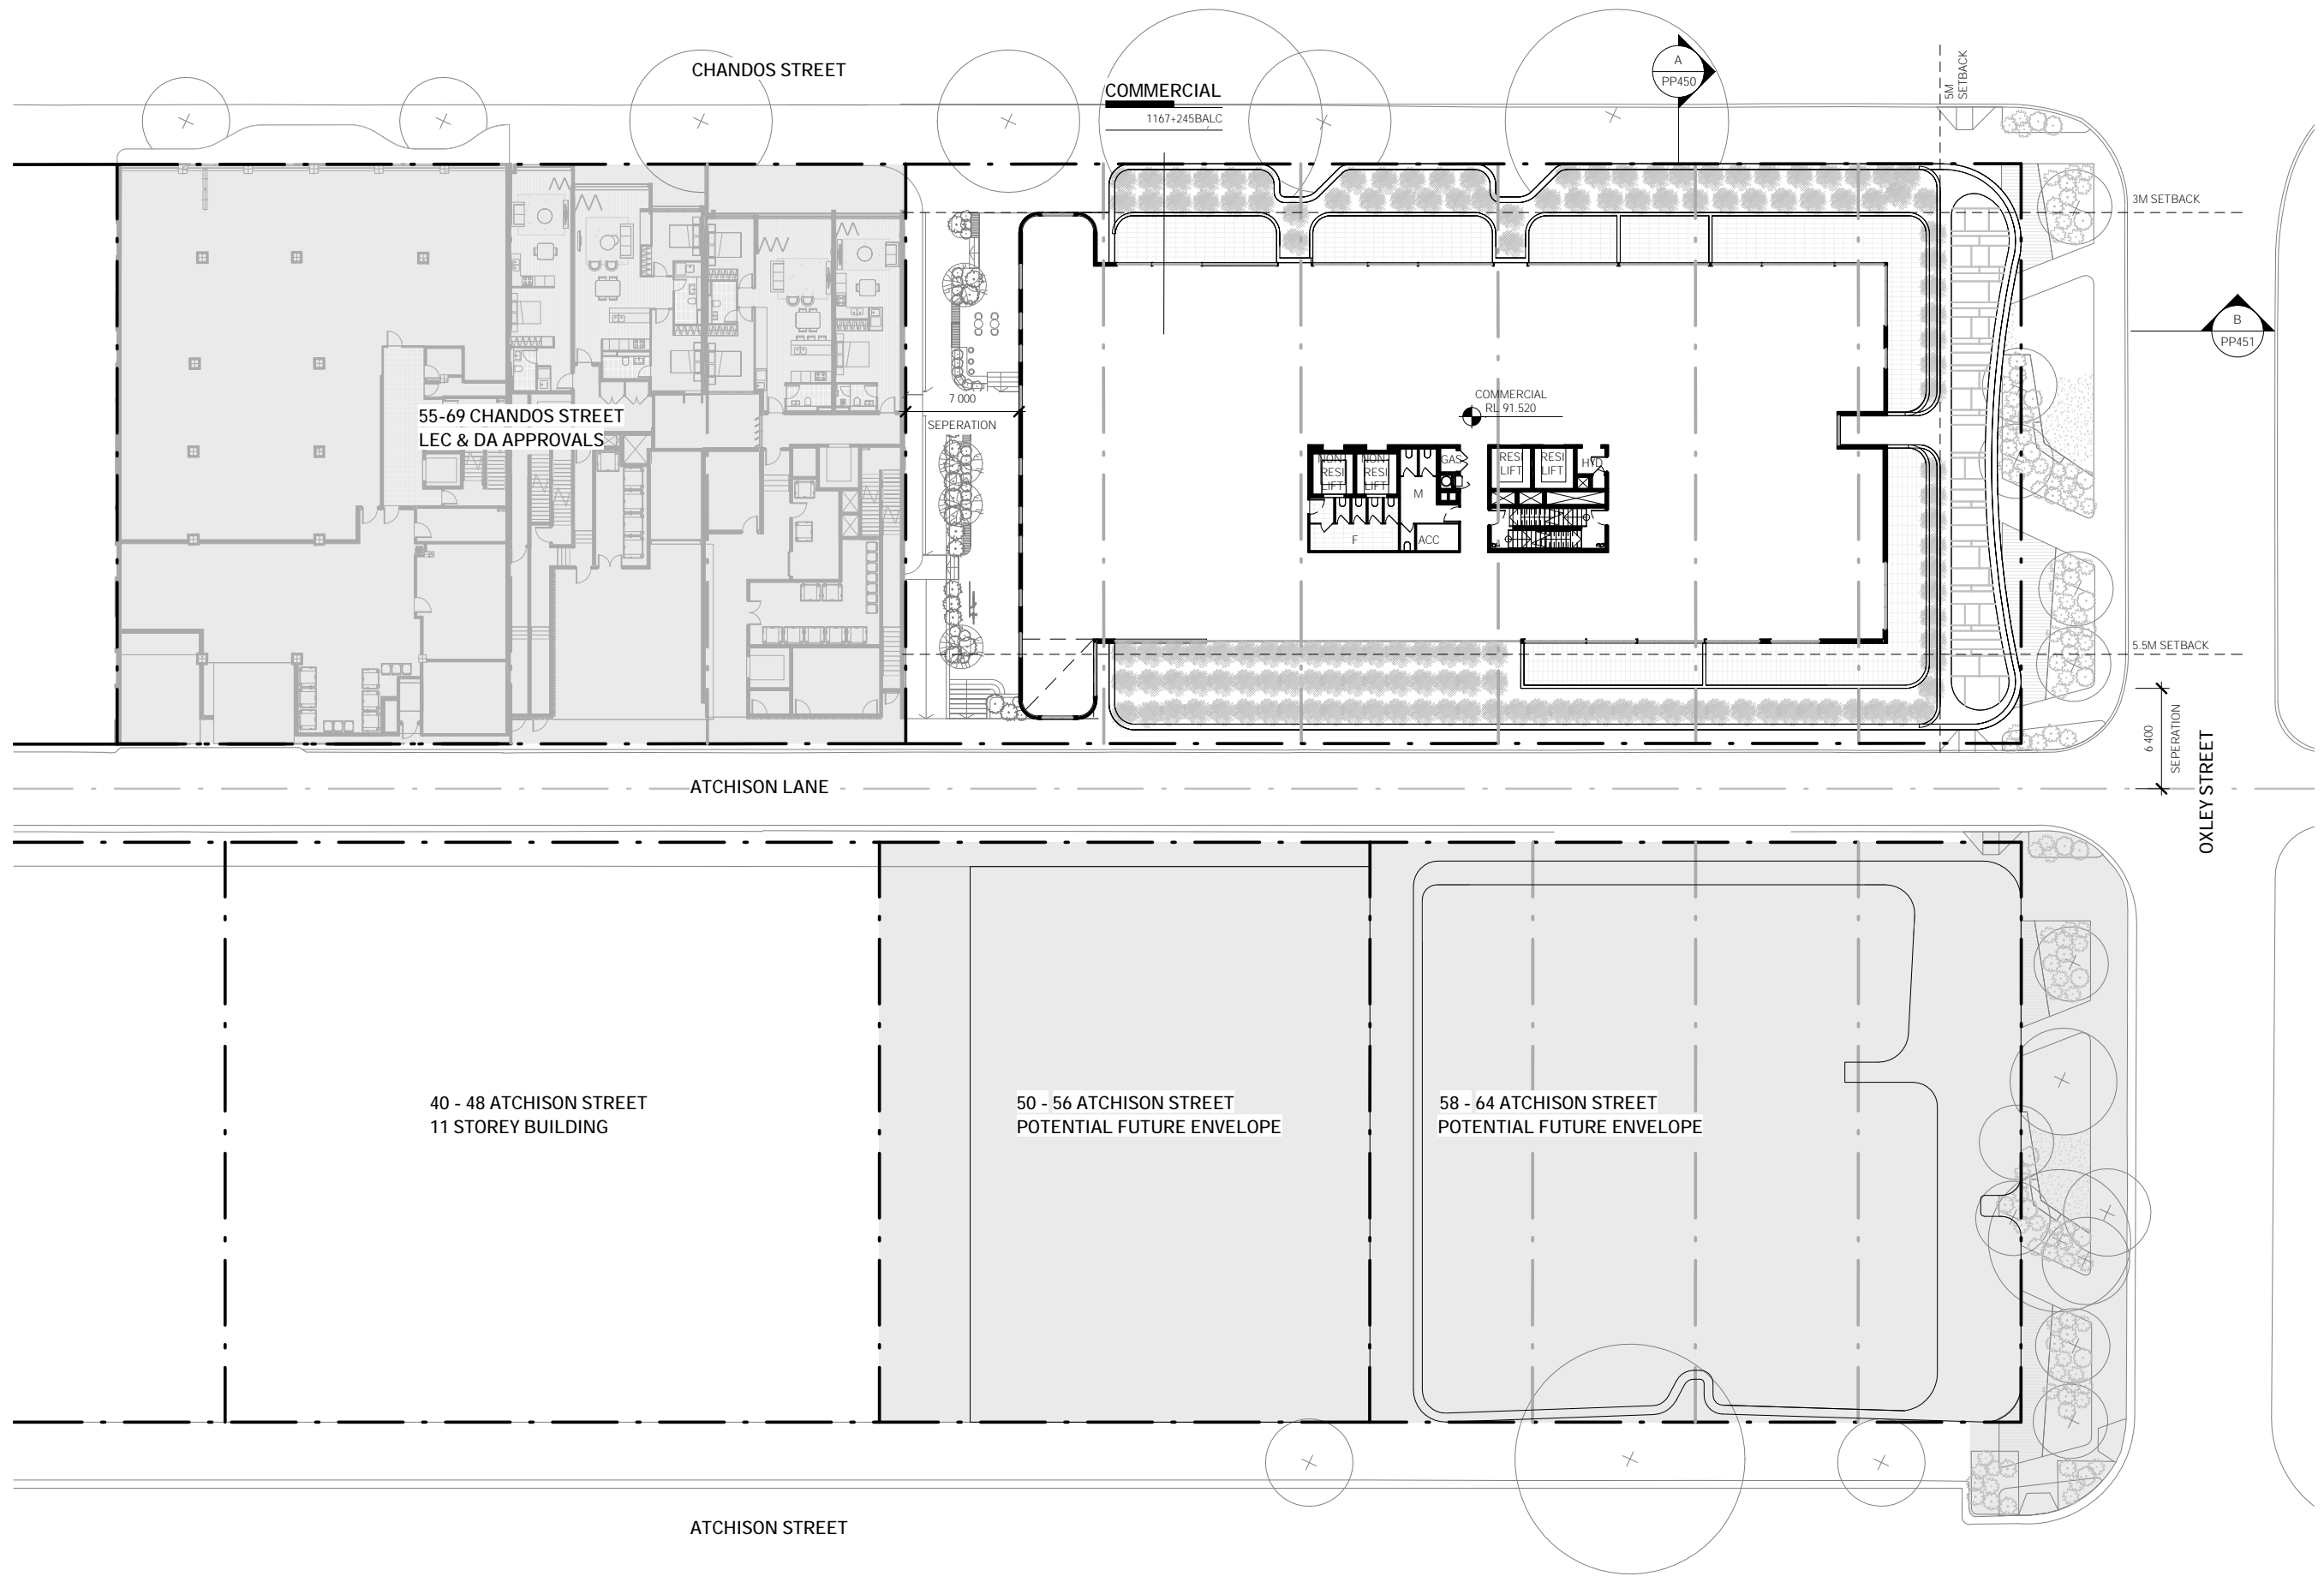 CHANDOS STREET
COMMERCIAL
1167+245BALC
A
PP450
5M
SETBACK
3M SETBACK
B
PP451
55-69 CHANDOS STREET
LEC & DA APPROVALS
7 000
SEPERATION
COMMERCIAL
RL 91.520
NON-
RESI
LIFT
NON-
RESI
LIFT
GAS
M
F
ACC
RESI
LIFT
RESI
LIFT
HYD
5.5M SETBACK
6 400
SEPERATION
OXLEY STREET
ATCHISON LANE
40 - 48 ATCHISON STREET
11 STOREY BUILDING
50 - 56 ATCHISON STREET
POTENTIAL FUTURE ENVELOPE
58 - 64 ATCHISON STREET
POTENTIAL FUTURE ENVELOPE
ATCHISON STREET